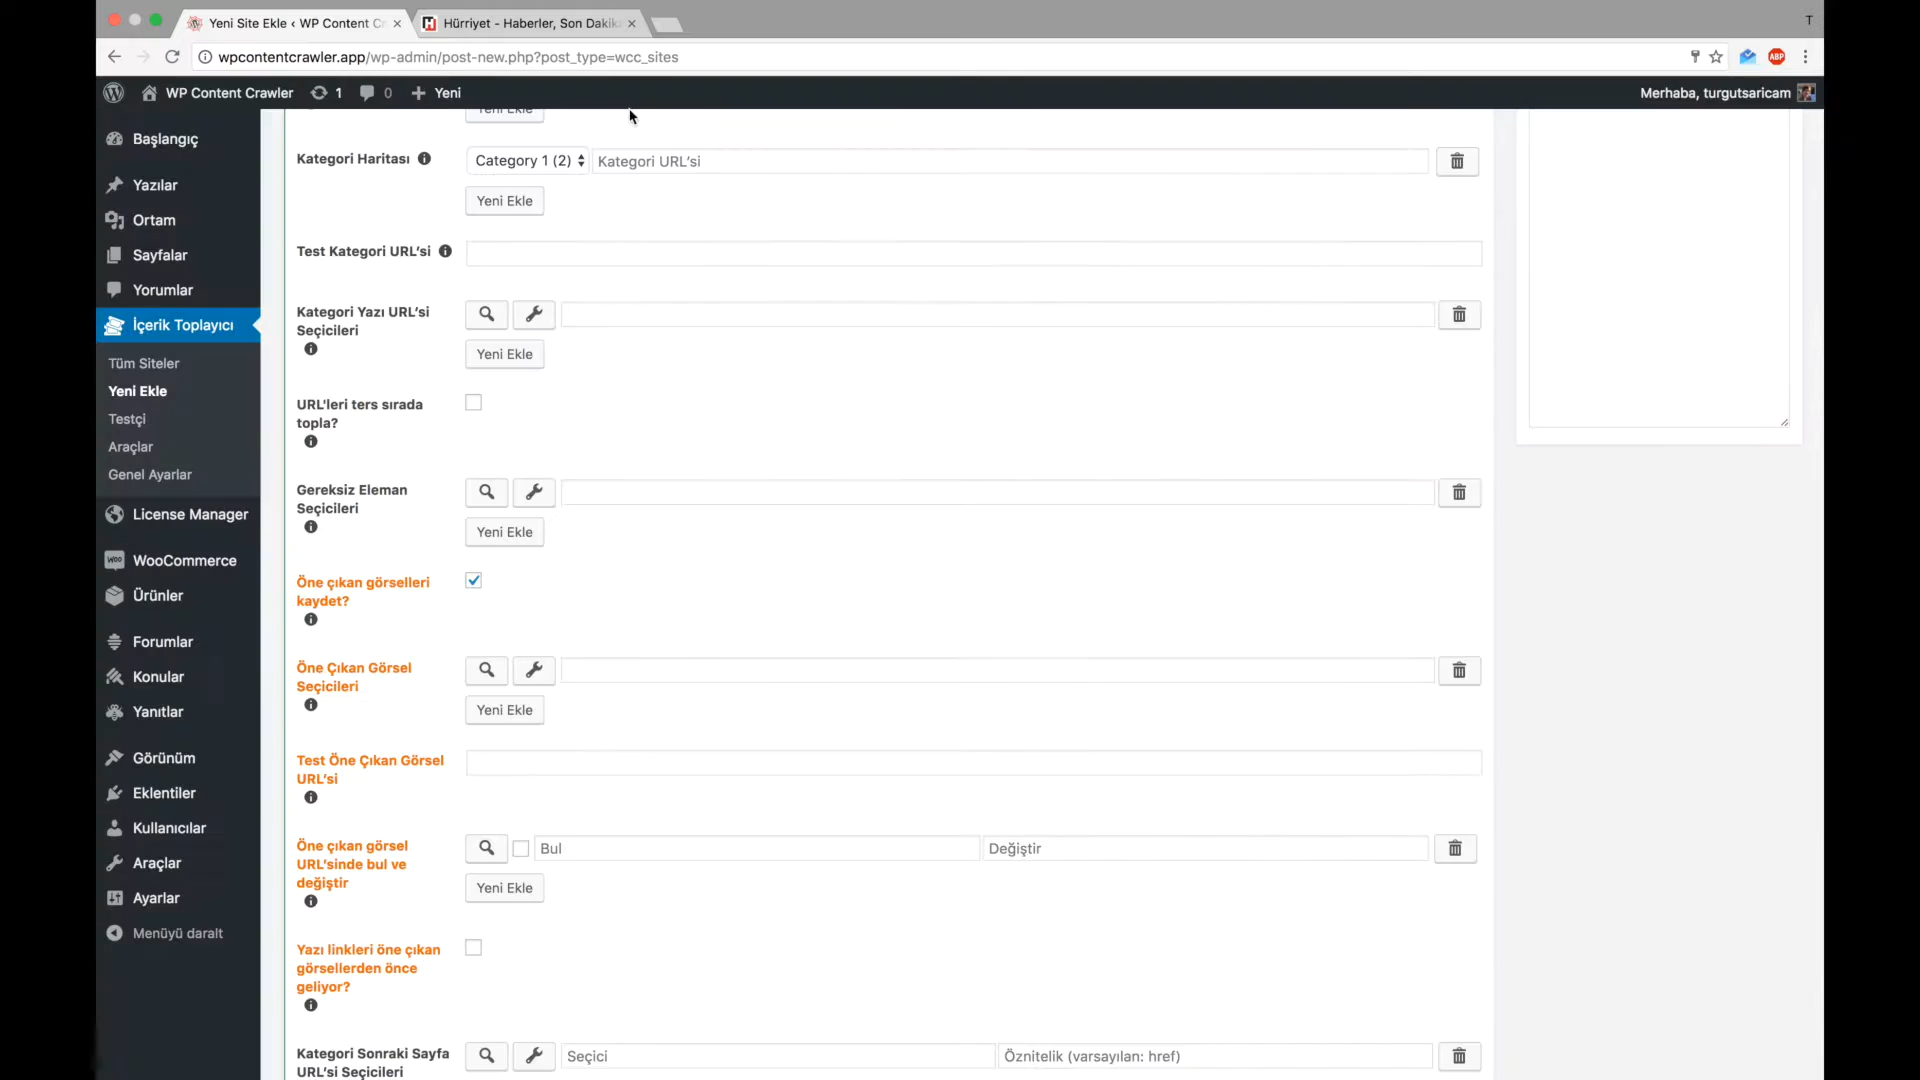 Yeni Site Ekle ‹ WP Content C
Hürriyet - Haberler, Son Dakik
T
wpcontentcrawler.app/wp-admin/post-new.php?post_type=wcc_sites
ABP
WP Content Crawler
1
0
Yeni
Merhaba, turgutsaricam
Başlangıç
Yazılar
Ortam
Sayfalar
Yorumlar
İçerik Toplayıcı
Tüm Siteler
Yeni Ekle
Testçi
Araçlar
Genel Ayarlar
License Manager
WooCommerce
Ürünler
Forumlar
Konular
Yanıtlar
Görünüm
Eklentiler
Kullanıcılar
Araçlar
Ayarlar
Menüyü daralt
Yeni Ekle
Kategori Haritası
Category 1 (2)
Kategori URL’si
Yeni Ekle
Test Kategori URL’si
Kategori Yazı URL’si
Seçicileri
Yeni Ekle
URL'leri ters sırada
topla?
Gereksiz Eleman
Seçicileri
Yeni Ekle
Öne çıkan görselleri
kaydet?
Öne Çıkan Görsel
Seçicileri
Yeni Ekle
Test Öne Çıkan Görsel
URL’si
Öne çıkan görsel
URL’sinde bul ve
değiştir
Bul
Değiştir
Yeni Ekle
Yazı linkleri öne çıkan
görsellerden önce
geliyor?
Kategori Sonraki Sayfa
URL’si Seçicileri
Seçici
Öznitelik (varsayılan: href)